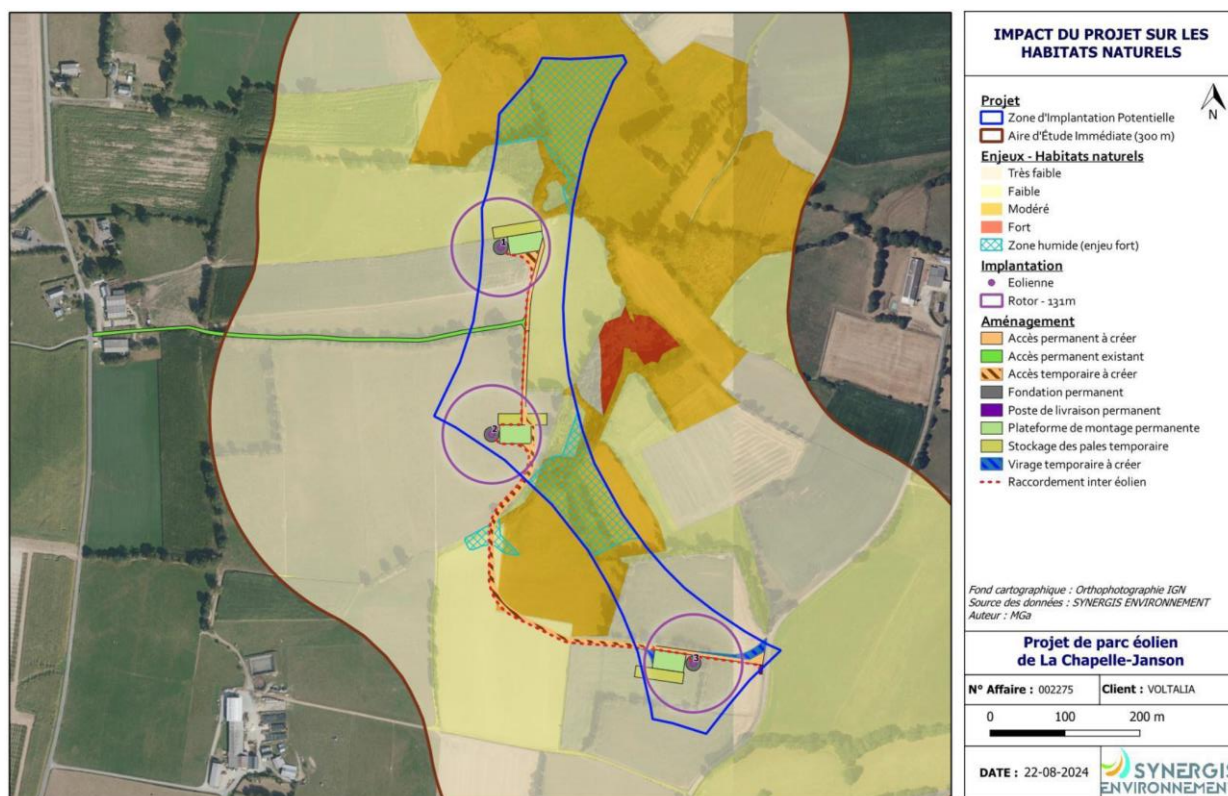 IMPACT DU PROJET SUR LES
HABITATS NATURELS
N
Projet
Zone d'Implantation Potentielle
Aire d'Étude Immédiate (300 m)
Enjeux - Habitats naturels
Très faible
Faible
Modéré
Fort
Zone humide (enjeu fort)
Implantation
Eolienne
Rotor - 131m
Aménagement
Accès permanent à créer
Accès permanent existant
Accès temporaire à créer
Fondation permanent
Poste de livraison permanent
Plateforme de montage permanente
Stockage des pales temporaire
Virage temporaire à créer
Raccordement inter éolien
Fond cartographique : Orthophotographie IGN
Source des données : SYNERGIS ENVIRONNEMENT
Auteur : MGa
Projet de parc éolien
de La Chapelle-Janson
N° Affaire : 002275 Client : VOLTALIA
0 100 200 m
DATE : 22-08-2024
SYNERGIS
ENVIRONNEMENT
1
2
3